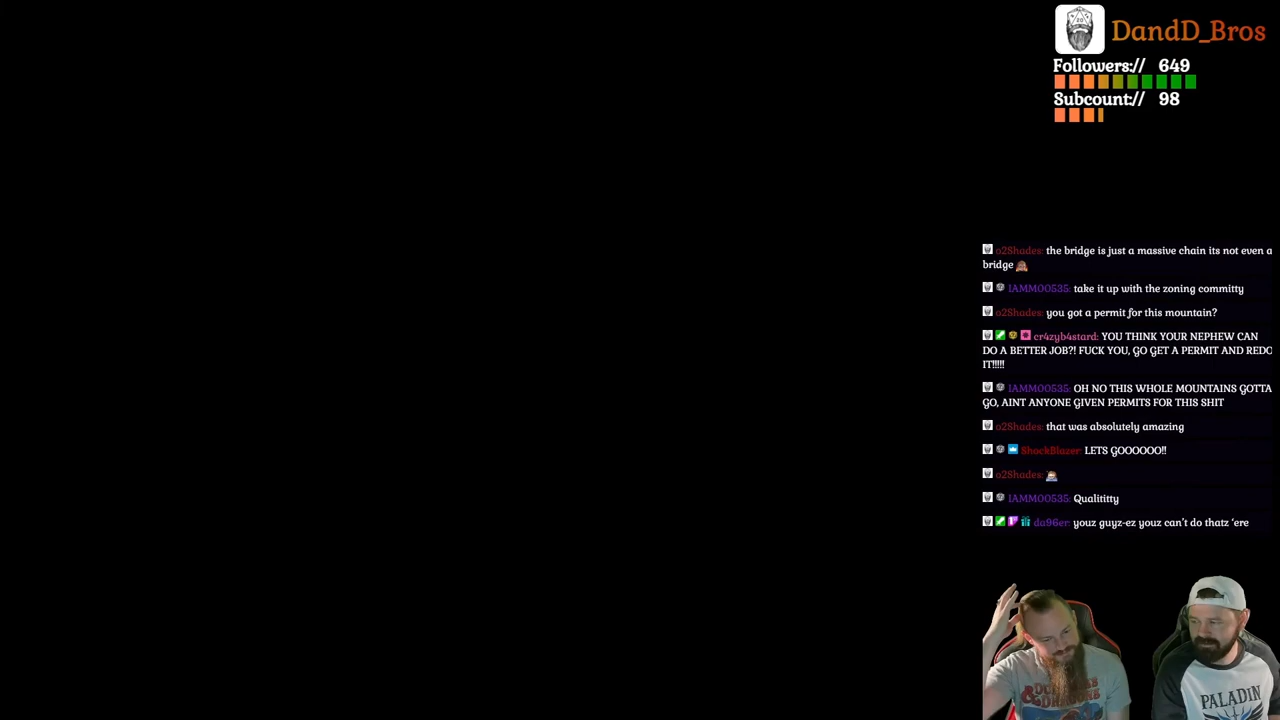 DandD_Bros
Followers// 649
Subcount// 98
o2Shades: the bridge is just a massive chain its not even a
bridge
IAMM00535: take it up with the zoning committy
o2Shades: you got a permit for this mountain?
cr4zyb4stard: YOU THINK YOUR NEPHEW CAN
DO A BETTER JOB?! FUCK YOU, GO GET A PERMIT AND REDO
IT!!!!!
IAMM00535: OH NO THIS WHOLE MOUNTAINS GOTTA
GO, AINT ANYONE GIVEN PERMITS FOR THIS SHIT
o2Shades: that was absolutely amazing
ShockBlazer: LETS GOOOOOO!!
o2Shades:
IAMM00535: Qualititty
da96er: youz guyz-ez youz can't do thatz 'ere
PALADIN